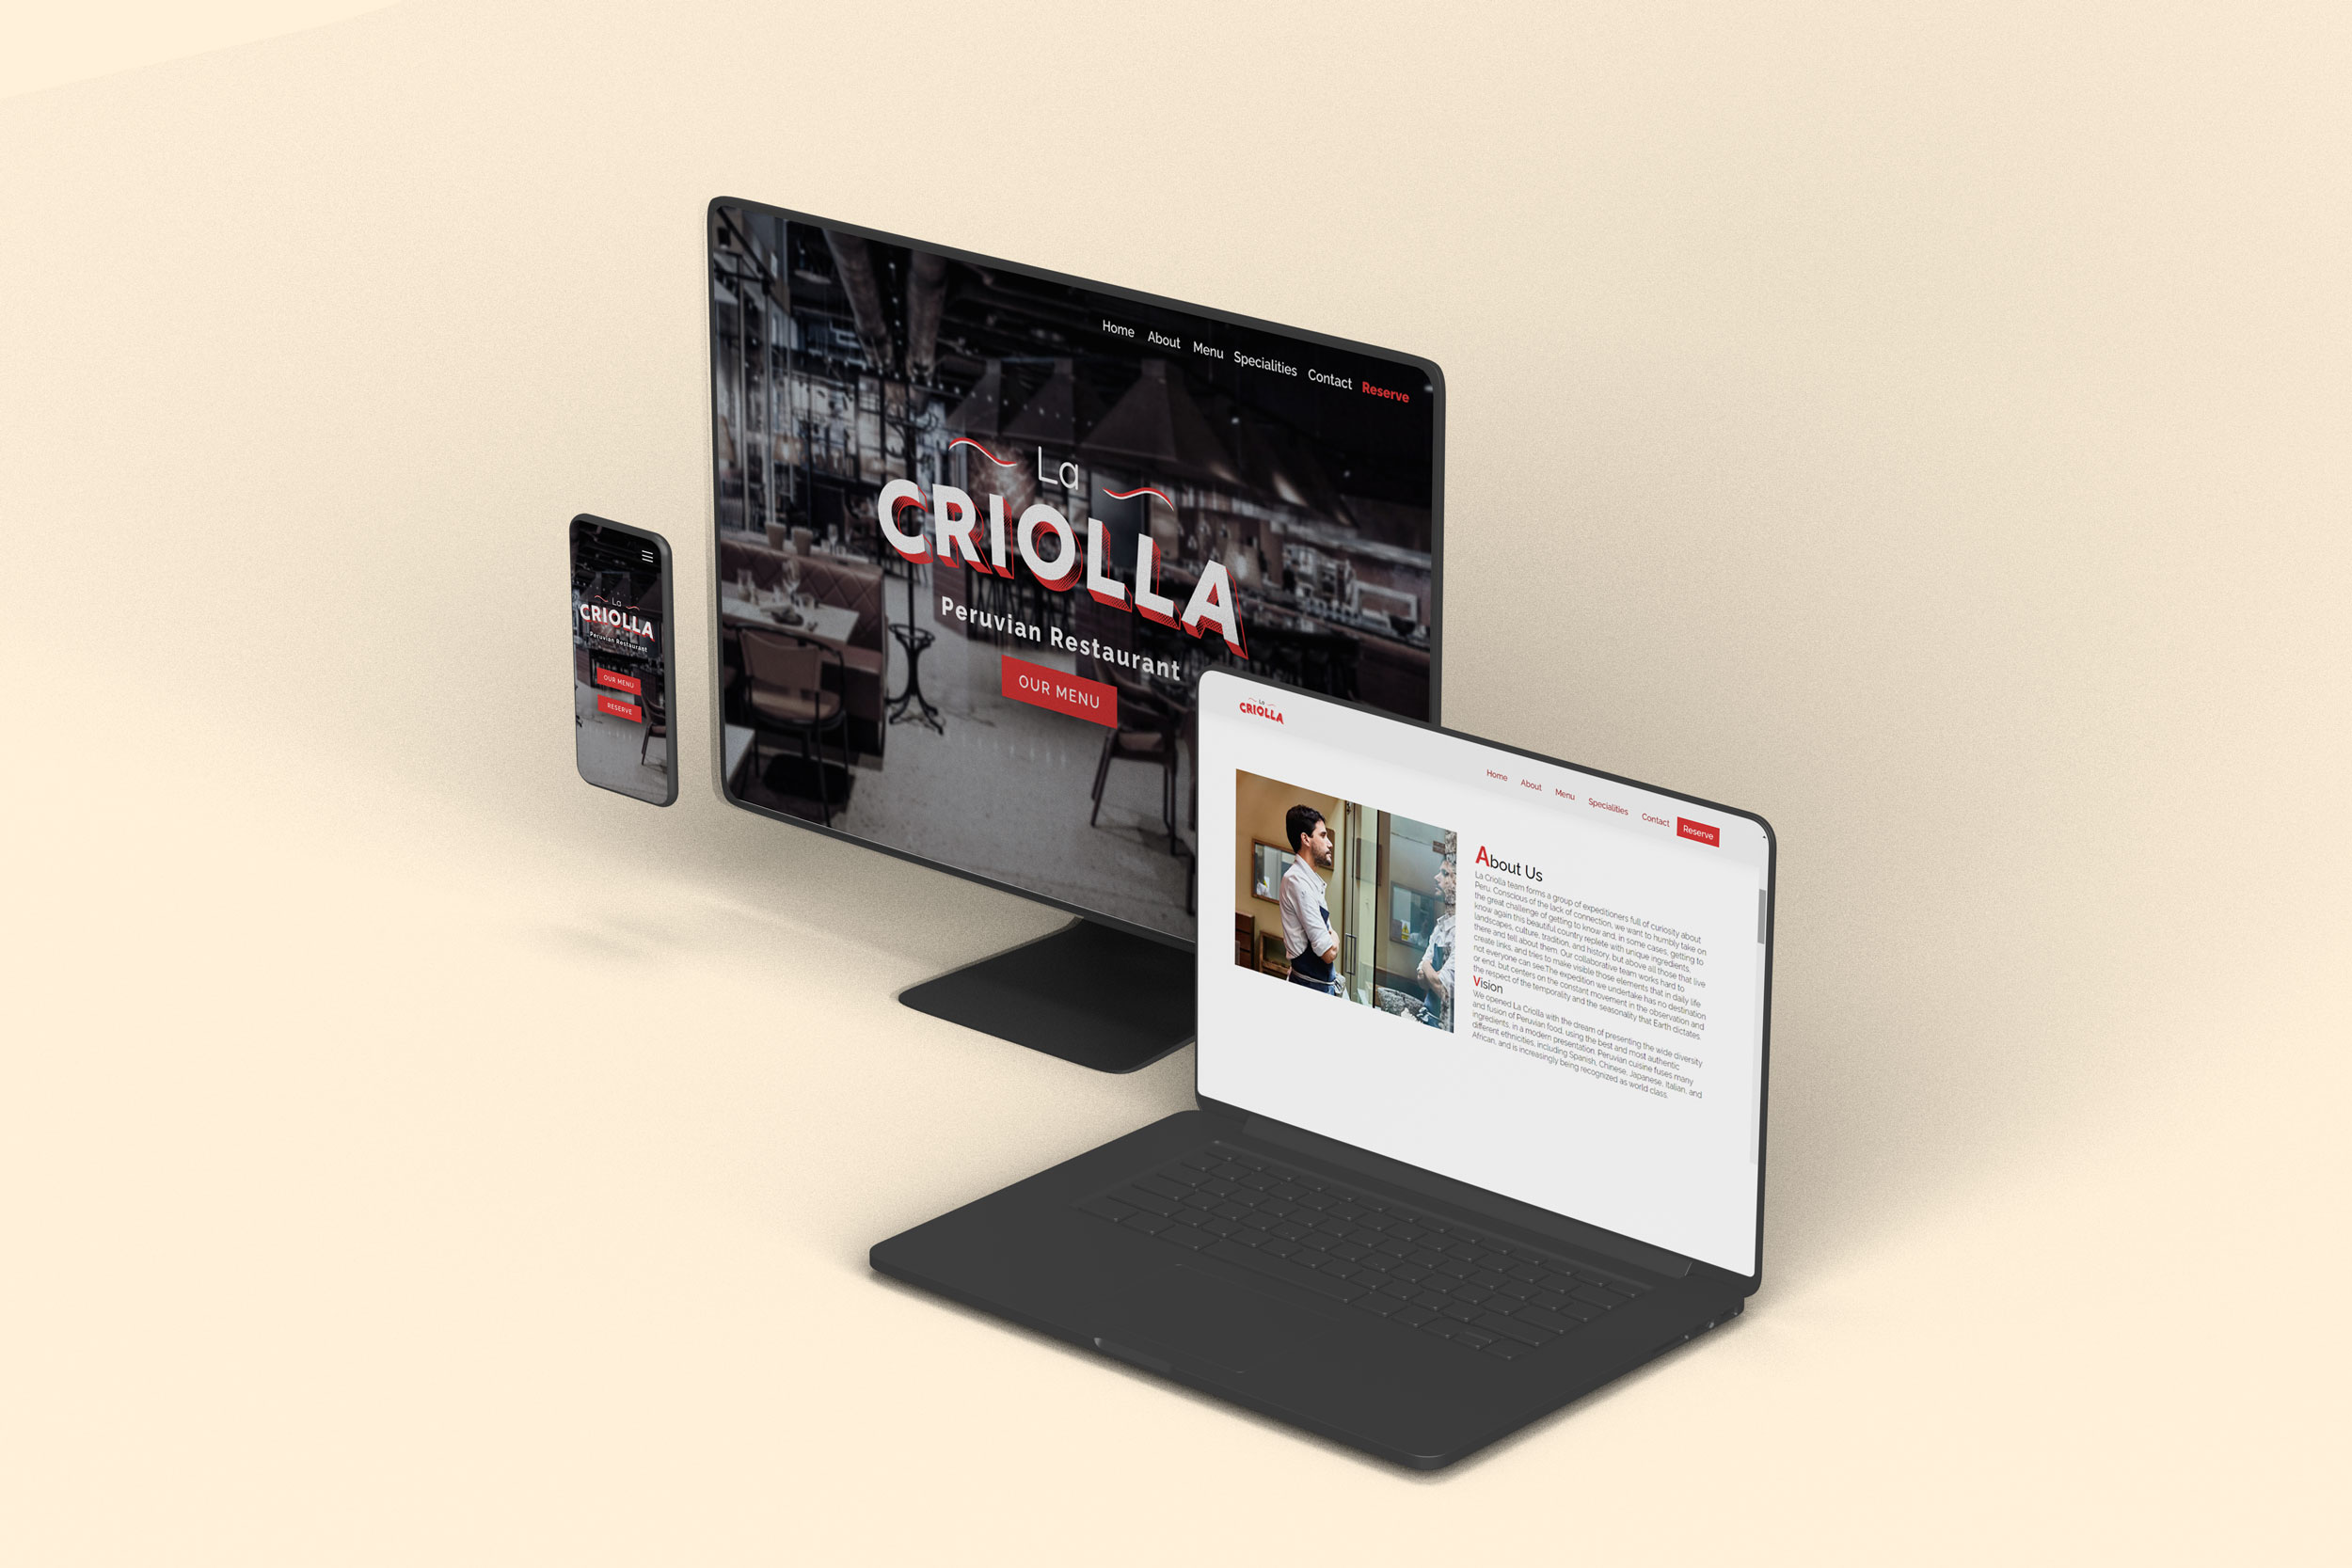 Home About Menu Specialities Contact Reserve
La
CRIOLLA
Peruvian Restaurant
OUR MENU
La
CRIOLLA
Peruvian Restaurant
OUR MENU
RESERVE
La
CRIOLLA
Home About Menu Specialities Contact Reserve
About Us
La Criolla team forms a group of expeditioners full of curiosity about
Peru. Conscious of the lack of connection, we want to humbly take on
the great challenge of getting to know and, in some cases, getting to
know again this beautiful country replete with unique ingredients,
landscapes, culture, tradition, and history, but above all those that live
there and tell about them. Our collaborative team works hard to
create links, and tries to make visible those elements that in daily life
not everyone can see.The expedition we undertake has no destination
or end, but centers on the constant movement in the observation and
the respect of the temporality and the seasonality that Earth dictates.
Vision
We opened La Criolla with the dream of presenting the wide diversity
and fusion of Peruvian food, using the best and most authentic
ingredients, in a modern presentation. Peruvian cuisine fuses many
different ethnicities, including Spanish, Chinese, Japanese, Italian, and
African, and is increasingly being recognized as world class.